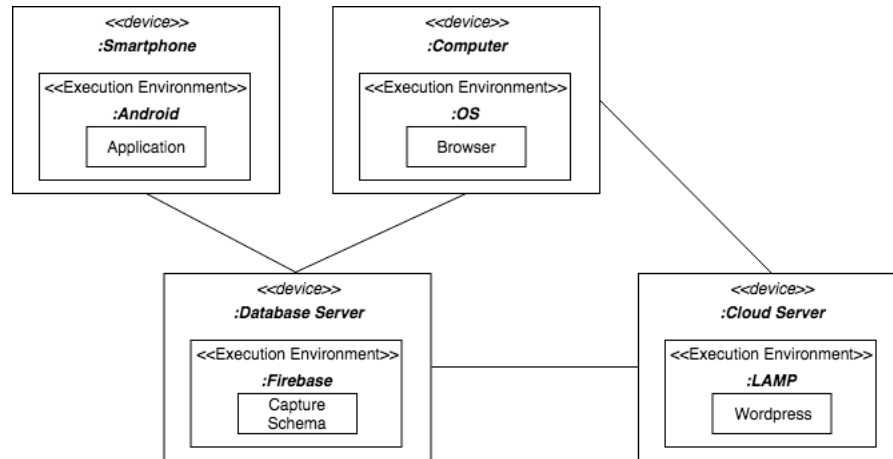 <<device>>
:Smartphone
<<Execution Environment>>
:Android
Application
<<device>>
:Computer
<<Execution Environment>>
:OS
Browser
<<device>>
:Database Server
<<Execution Environment>>
:Firebase
Capture
Schema
<<device>>
:Cloud Server
<<Execution Environment>>
:LAMP
Wordpress